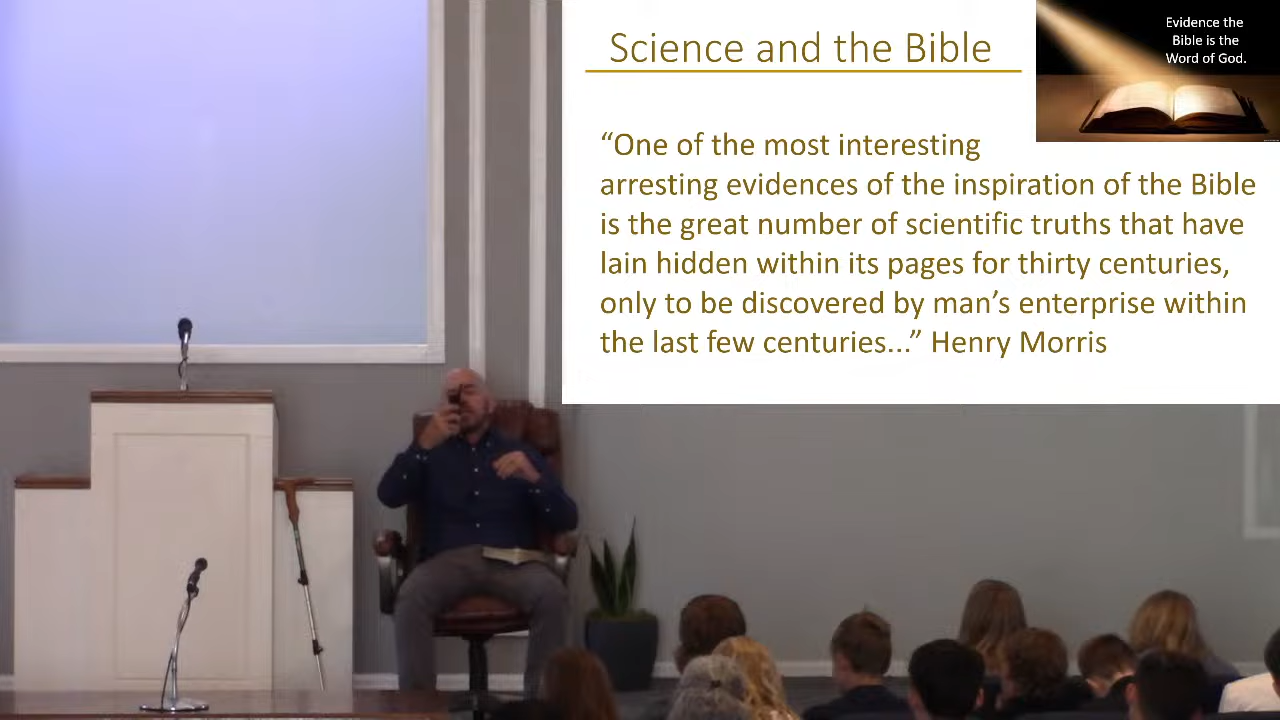 Science and the Bible
Evidence the
Bible is the
Word of God.
“One of the most interesting
arresting evidences of the inspiration of the Bible
is the great number of scientific truths that have
lain hidden within its pages for thirty centuries,
only to be discovered by man’s enterprise within
the last few centuries...” Henry Morris